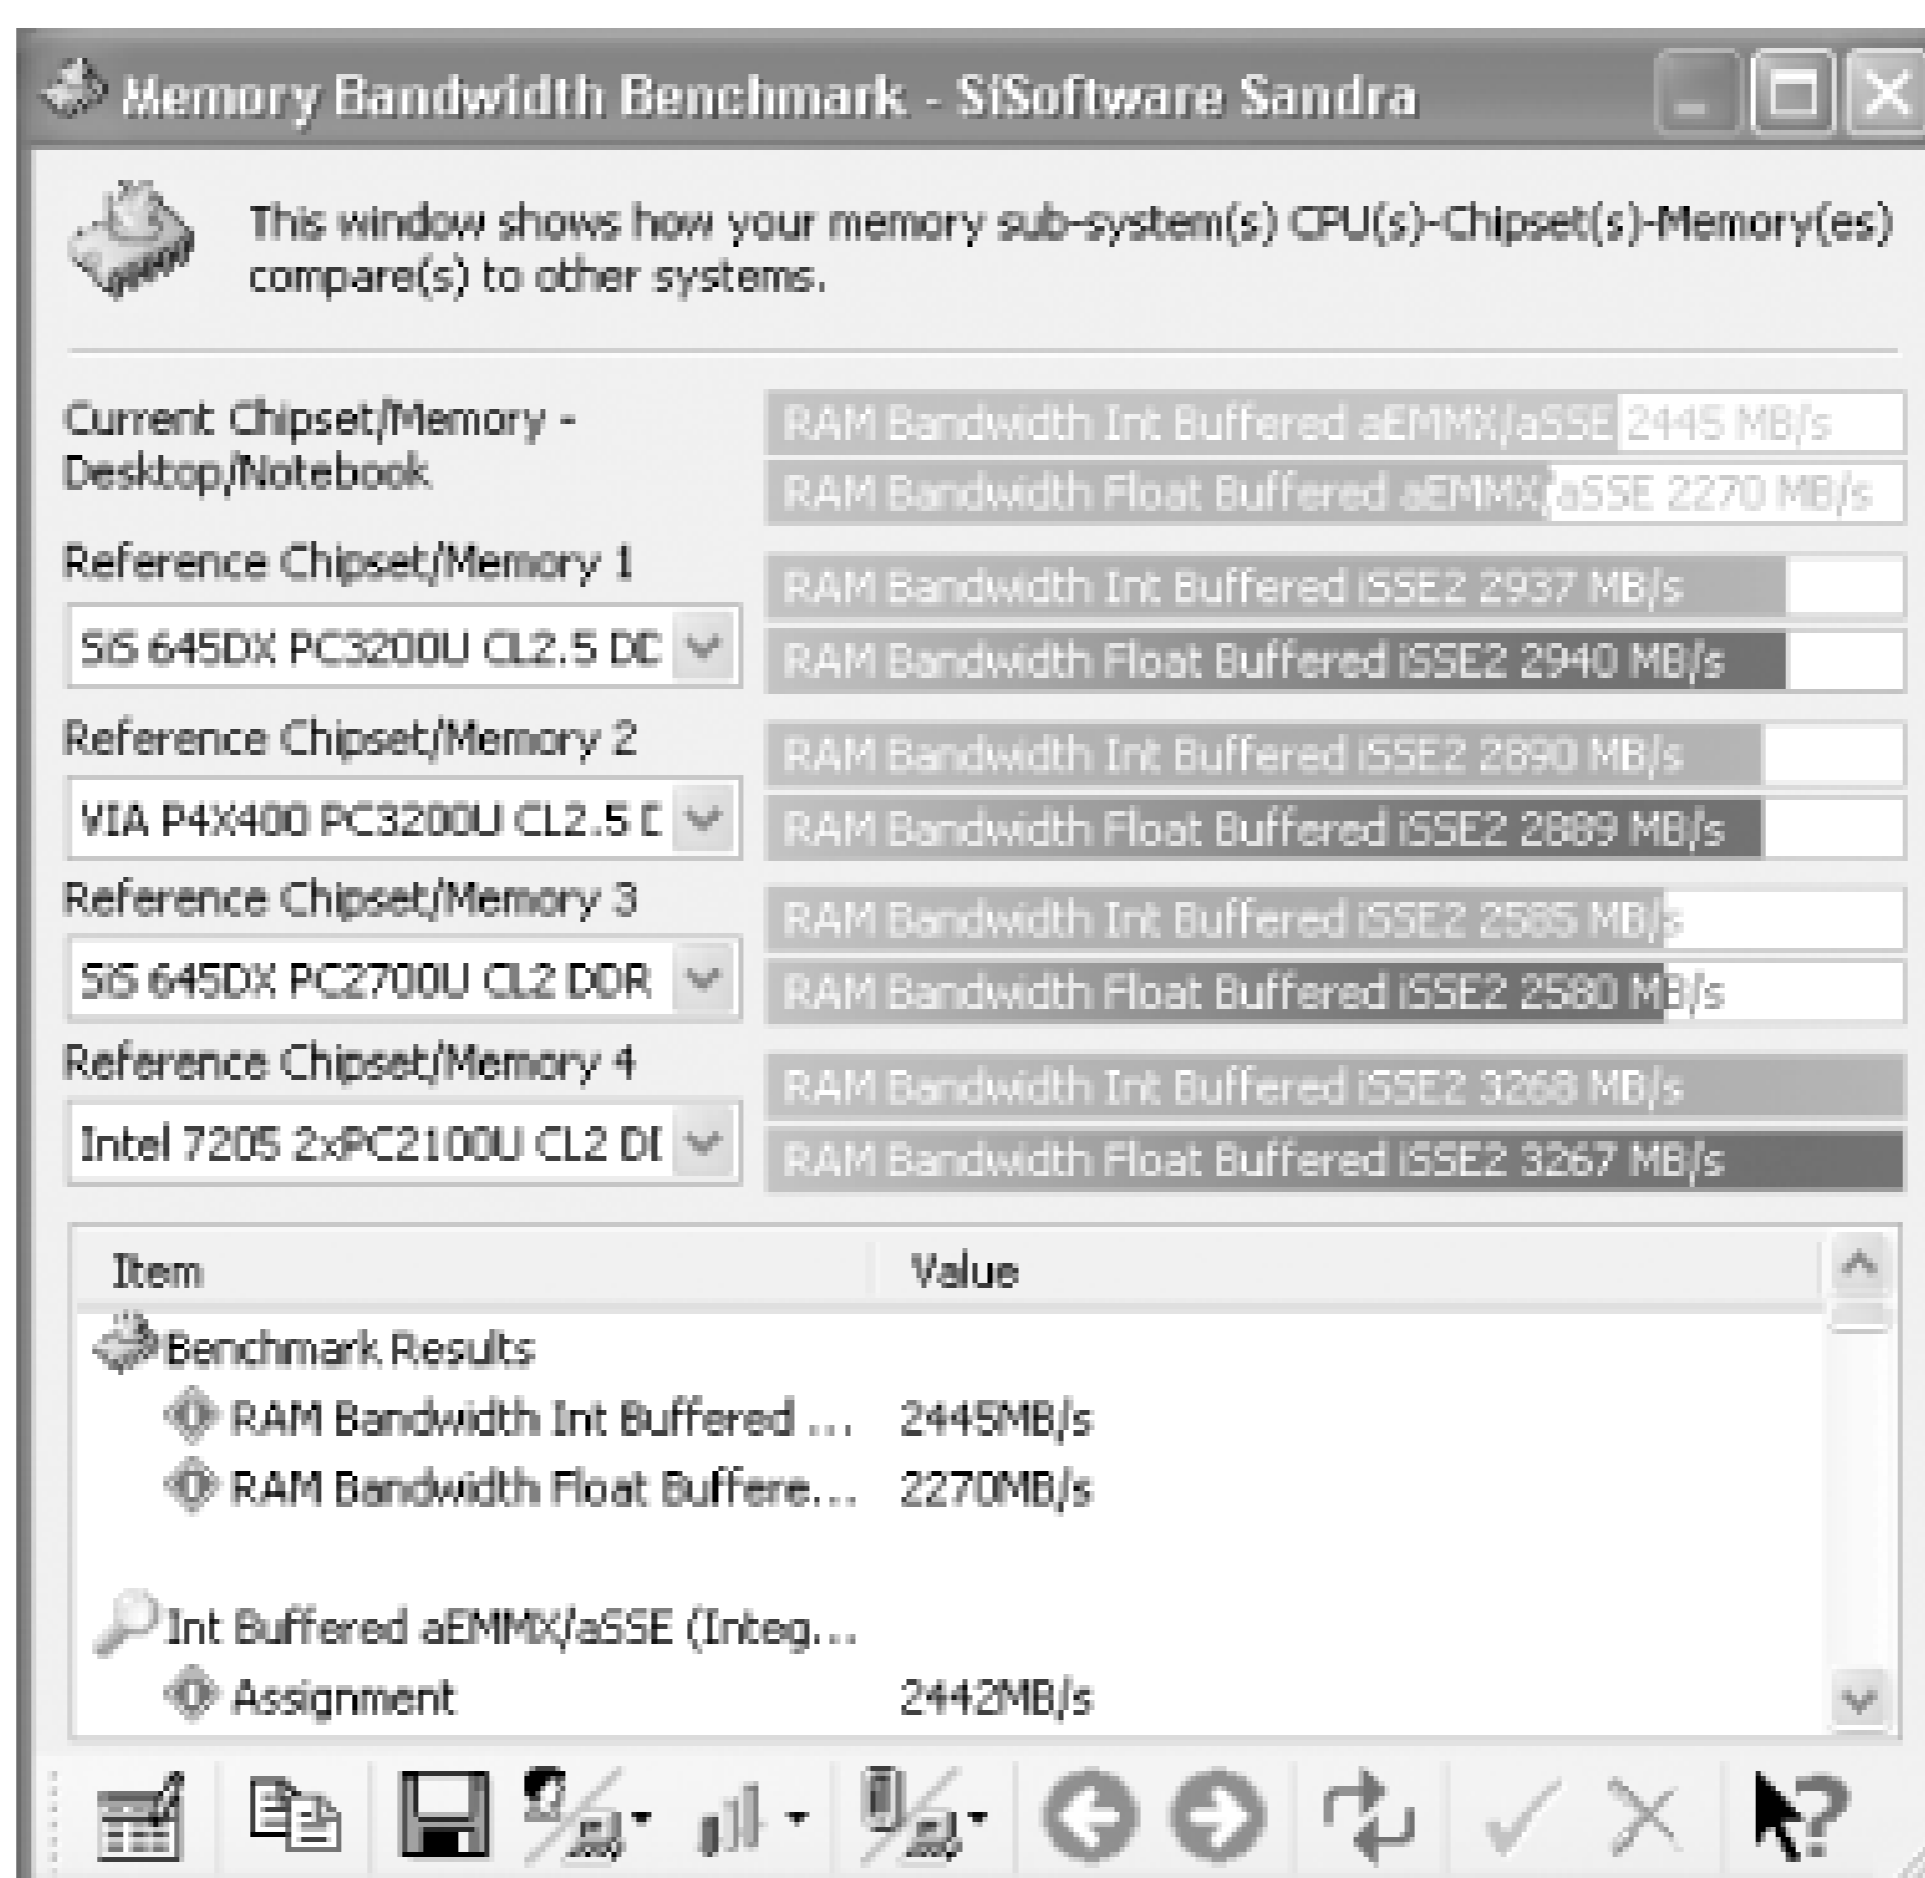 Memory Bandwidth Benchmark - SiSoftware Sandra
This window shows how your memory sub-system(s) CPU(s)-Chipset(s)-Memory(es)
compare(s) to other systems.
Current Chipset/Memory -
Desktop/Notebook
RAM Bandwidth Int Buffered aEMMX/aSSE 2445 MB/s
RAM Bandwidth Float Buffered aEMMX/aSSE 2270 MB/s
Reference Chipset/Memory 1
SiS 645DX PC3200U CL2.5 DD
RAM Bandwidth Int Buffered iSSE2 2937 MB/s
RAM Bandwidth Float Buffered iSSE2 2940 MB/s
Reference Chipset/Memory 2
VIA P4X400 PC3200U CL2.5 D
RAM Bandwidth Int Buffered iSSE2 2890 MB/s
RAM Bandwidth Float Buffered iSSE2 2889 MB/s
Reference Chipset/Memory 3
SiS 645DX PC2700U CL2 DDR
RAM Bandwidth Int Buffered iSSE2 2585 MB/s
RAM Bandwidth Float Buffered iSSE2 2580 MB/s
Reference Chipset/Memory 4
Intel 7205 2xPC2100U CL2 DD
RAM Bandwidth Int Buffered iSSE2 3268 MB/s
RAM Bandwidth Float Buffered iSSE2 3267 MB/s
Item Value
Benchmark Results
RAM Bandwidth Int Buffered ... 2445MB/s
RAM Bandwidth Float Buffere... 2270MB/s
Int Buffered aEMMX/aSSE (Integ...
Assignment 2442MB/s